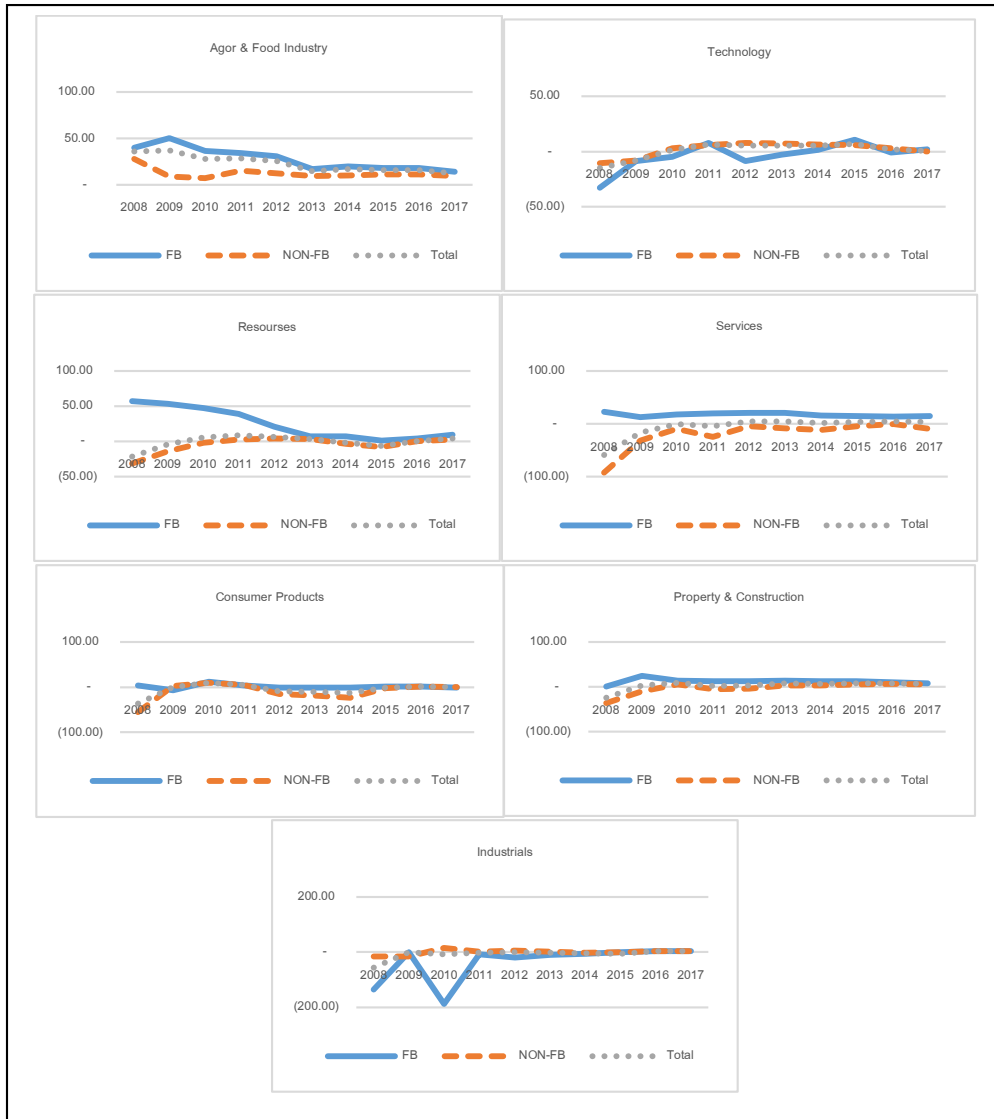 Agor & Food Industry
100.00
50.00
-
2008 2009 2010 2011 2012 2013 2014 2015 2016 2017
FB NON-FB Total
Technology
50.00
-
2008 2009 2010 2011 2012 2013 2014 2015 2016 2017
(50.00)
FB NON-FB Total
Resourses
100.00
50.00
-
2008 2009 2010 2011 2012 2013 2014 2015 2016 2017
(50.00)
FB NON-FB Total
Services
100.00
-
2008 2009 2010 2011 2012 2013 2014 2015 2016 2017
(100.00)
FB NON-FB Total
Consumer Products
100.00
-
2008 2009 2010 2011 2012 2013 2014 2015 2016 2017
(100.00)
FB NON-FB Total
Property & Construction
100.00
-
2008 2009 2010 2011 2012 2013 2014 2015 2016 2017
(100.00)
FB NON-FB Total
Industrials
200.00
-
2008 2009 2010 2011 2012 2013 2014 2015 2016 2017
(200.00)
FB NON-FB Total